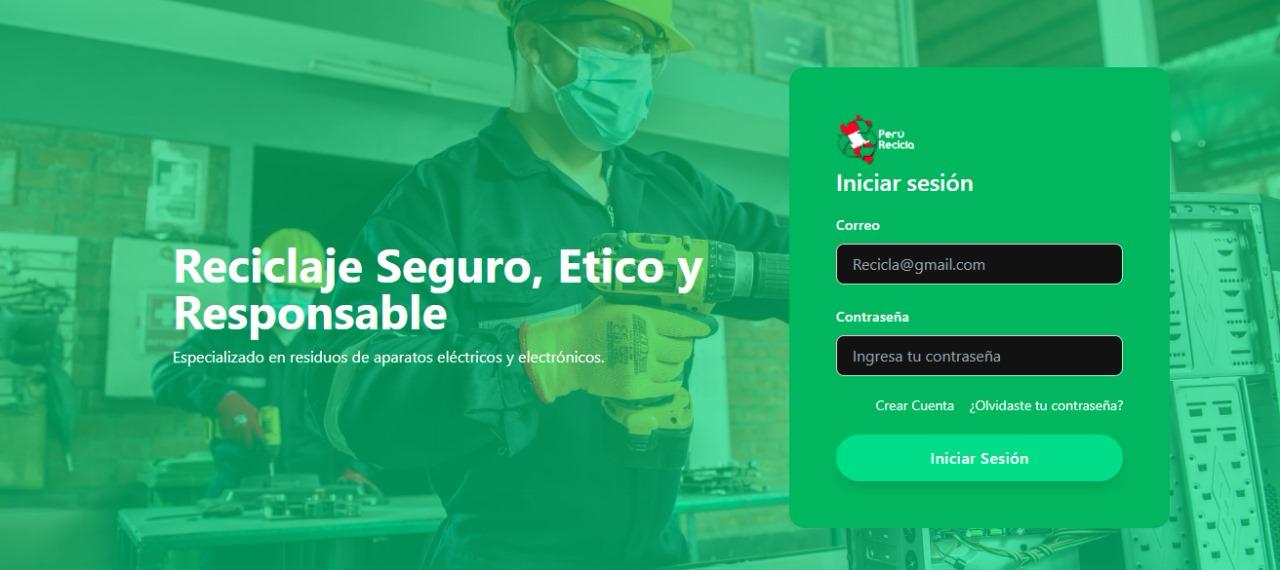 Perú
Recicla
Iniciar sesión
Correo
Recicla@gmail.com
Contraseña
Ingresa tu contraseña
Crear Cuenta ¿Olvidaste tu contraseña?
Iniciar Sesión
Reciclaje Seguro, Etico y
Responsable
Especializado en residuos de aparatos eléctricos y electrónicos.